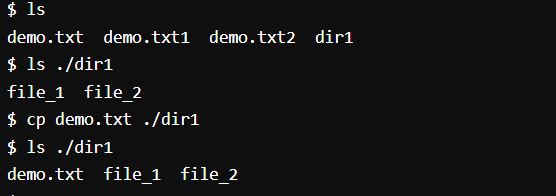 $ ls
demo.txt  demo.txt1  demo.txt2  dir1
$ ls ./dir1
file_1  file_2
$ cp demo.txt ./dir1
$ ls ./dir1
demo.txt  file_1  file_2